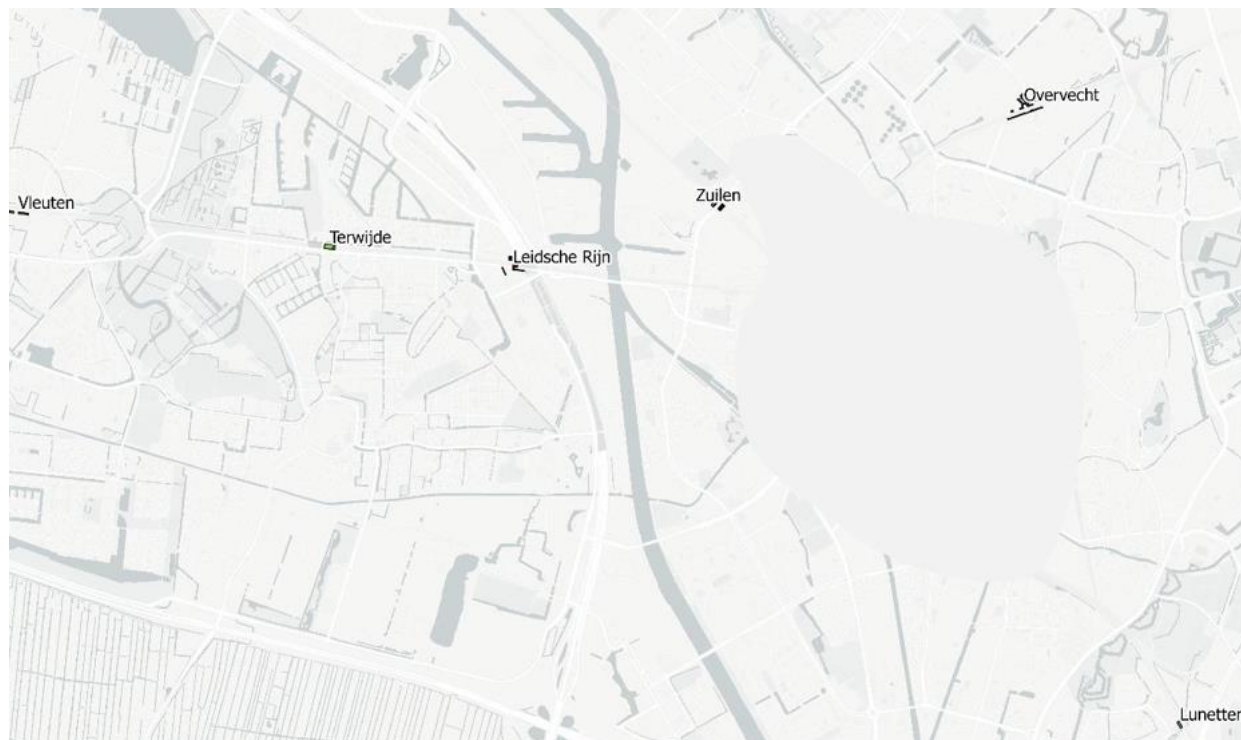 Overvecht
Zuilen
Vleuten
Terwijde
Leidsche Rijn
Lunetten